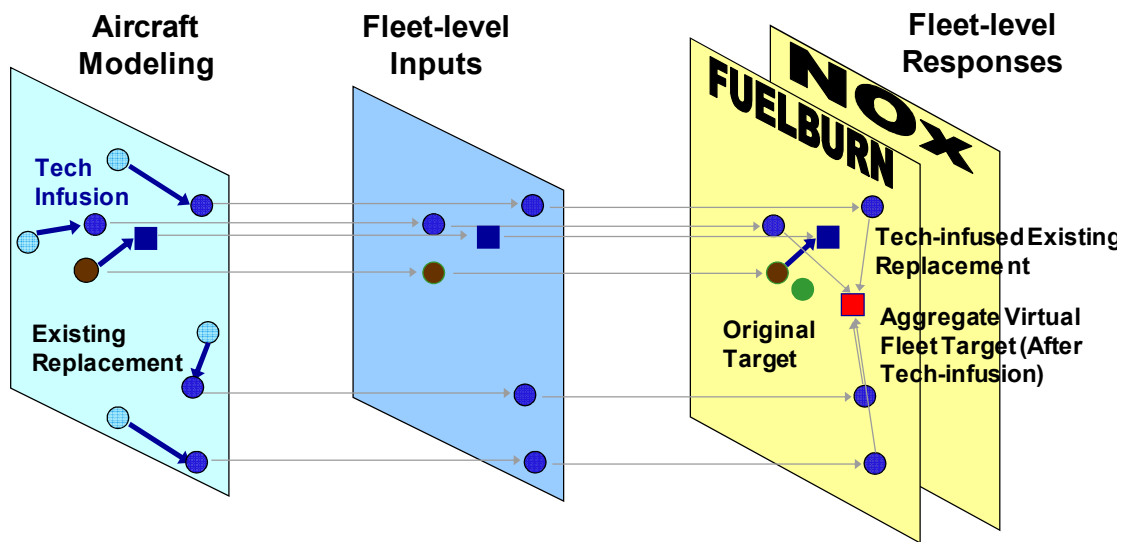 Aircraft
Modeling
Fleet-level
Inputs
Fleet-level
Responses
NOX
FUELBURN
Tech
Infusion
Existing
Replacement
Original
Target
Tech-infused Existing
Replacement
Aggregate Virtual
Fleet Target (After
Tech-infusion)